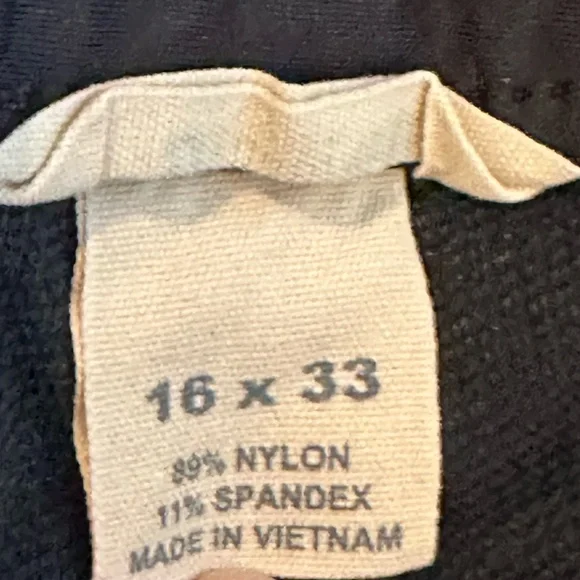 16 x 33
89% NYLON
11% SPANDEX
MADE IN VIETNAM